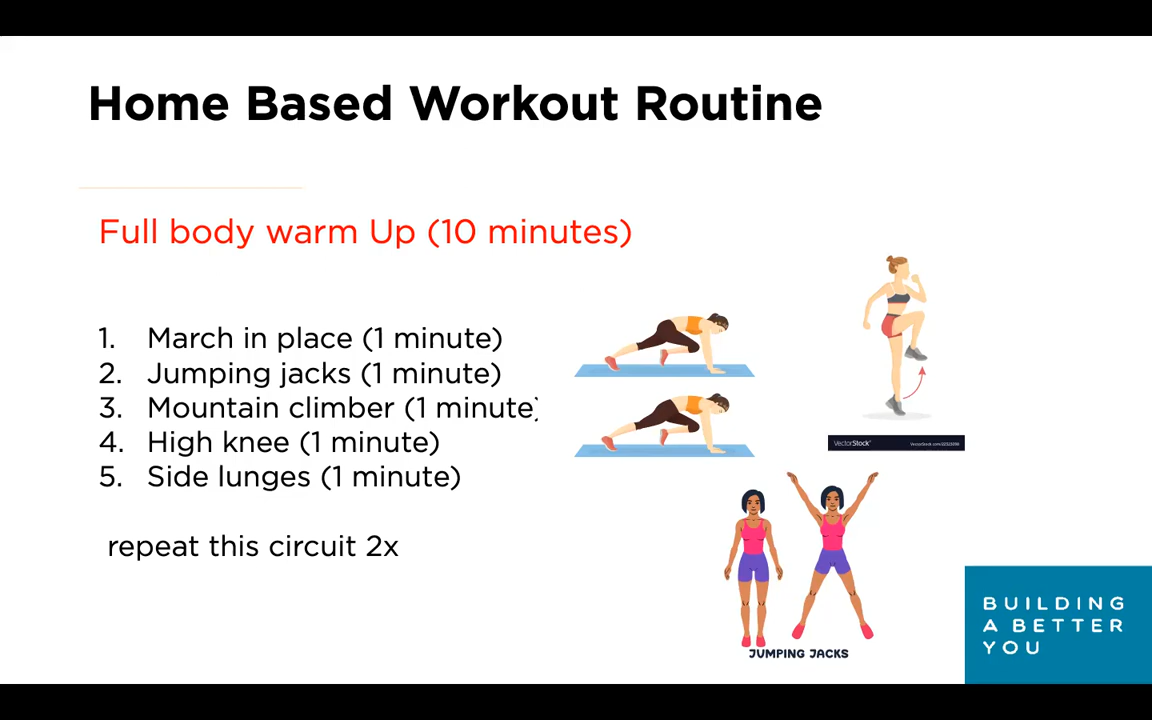 Home Based Workout Routine
Full body warm Up (10 minutes)
1. March in place (1 minute)
2. Jumping jacks (1 minute)
3. Mountain climber (1 minute)
4. High knee (1 minute)
5. Side lunges (1 minute)
repeat this circuit 2x
VectorStock
JUMPING JACKS
BUILDING
A BETTER
YOU